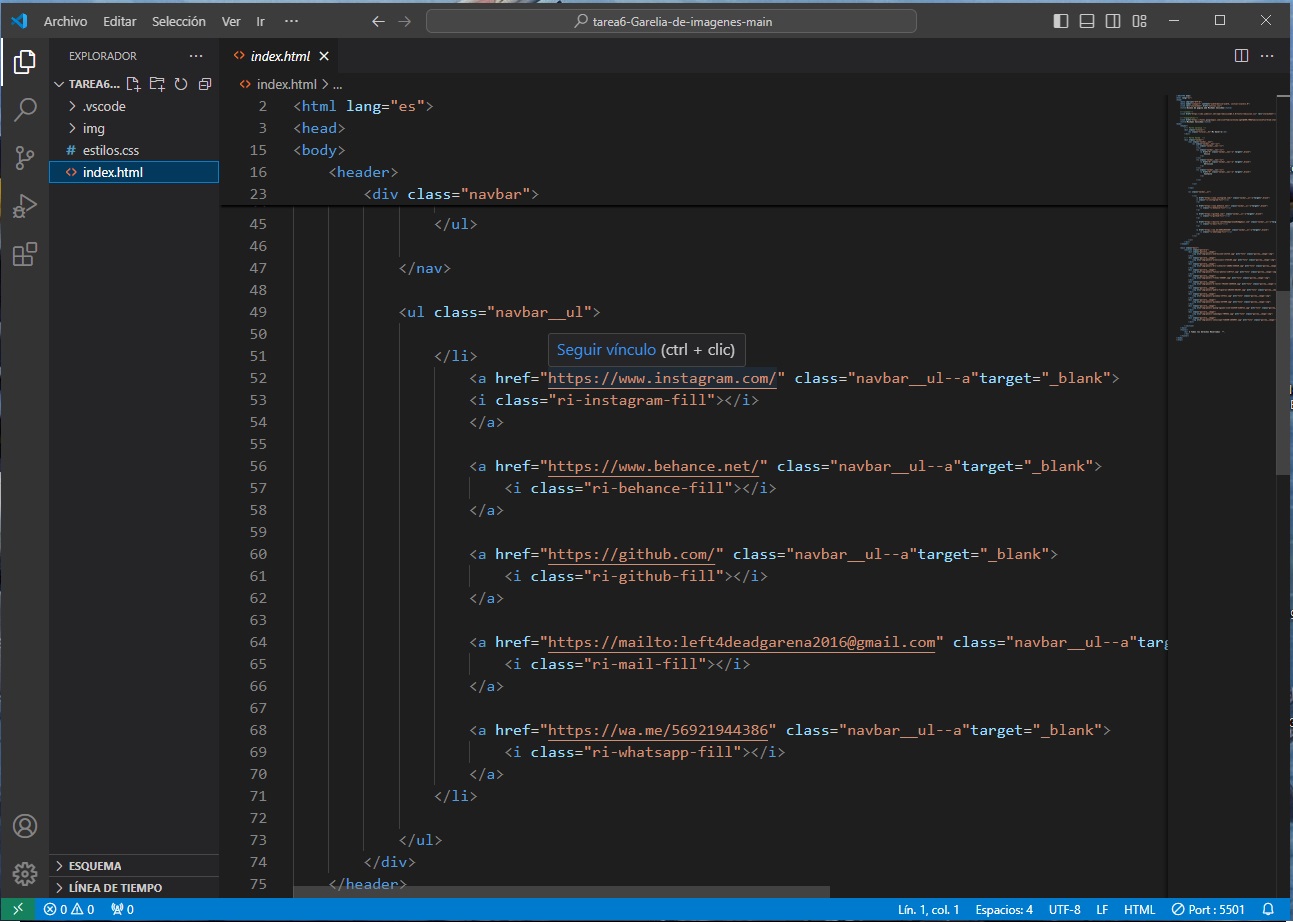 Archivo Editar Selección Ver Ir ···
tarea6-Garelia-de-imagenes-main
EXPLORADOR ···
TAREA6...
.vscode
img
# estilos.css
<> index.html
<> index.html ×
<> index.html > ...
2 <html lang="es">
3 <head>
15 <body>
16 <header>
23 <div class="navbar">
45 </ul>
46
47 </nav>
48
49 <ul class="navbar__ul">
50
Seguir vínculo (ctrl + clic)
51 </li>
52 <a href="https://www.instagram.com/" class="navbar__ul--a"target="_blank">
53 <i class="ri-instagram-fill"></i>
54 </a>
55
56 <a href="https://www.behance.net/" class="navbar__ul--a"target="_blank">
57 <i class="ri-behance-fill"></i>
58 </a>
59
60 <a href="https://github.com/" class="navbar__ul--a"target="_blank">
61 <i class="ri-github-fill"></i>
62 </a>
63
64 <a href="https://mailto:left4deadgarena2016@gmail.com" class="navbar__ul--a"targ
65 <i class="ri-mail-fill"></i>
66 </a>
67
68 <a href="https://wa.me/56921944386" class="navbar__ul--a"target="_blank">
69 <i class="ri-whatsapp-fill"></i>
70 </a>
71 </li>
72
73 </ul>
74 </div>
75 </header>
ESQUEMA
LÍNEA DE TIEMPO
0 0 0
Lín. 1, col. 1 Espacios: 4 UTF-8 LF HTML Port : 5501